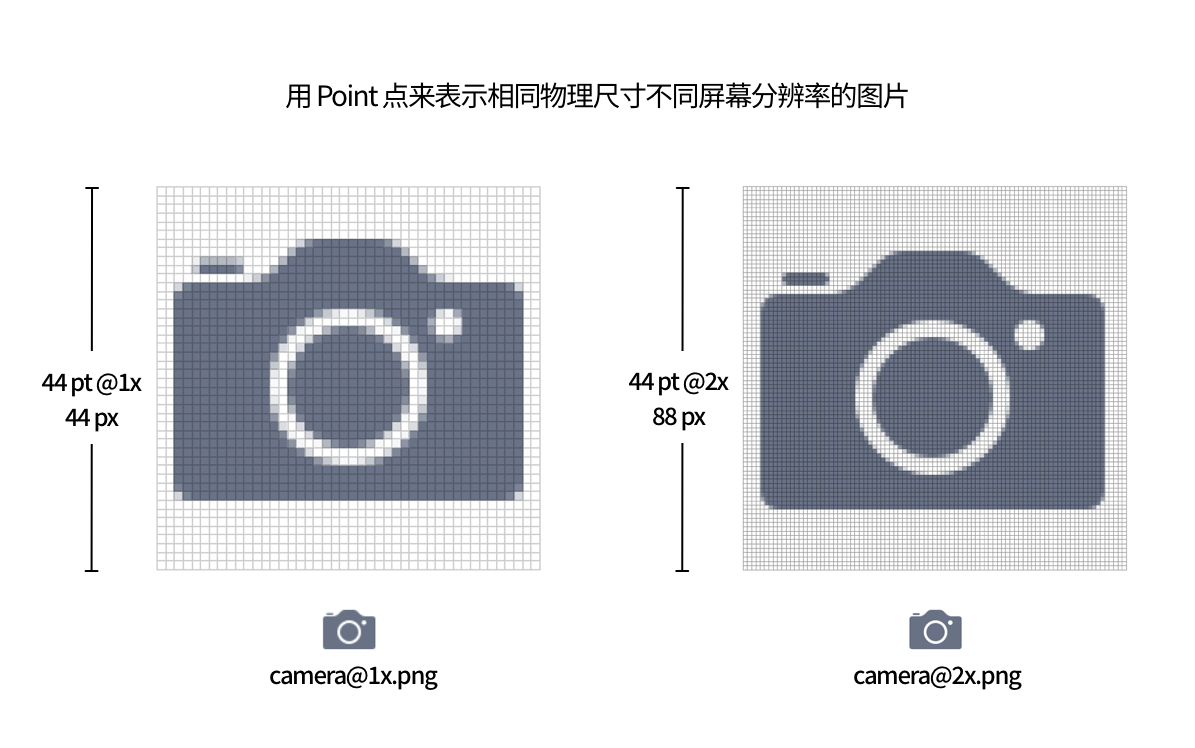 用 Point 点来表示相同物理尺寸不同屏幕分辨率的图片
44 pt @1x
44 px
44 pt @2x
88 px
camera@1x.png
camera@2x.png